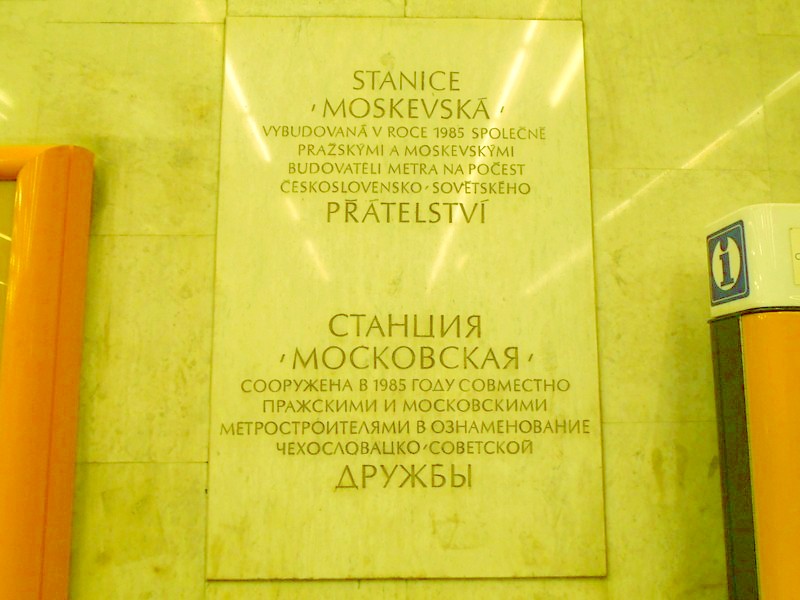 STANICE
'MOSKEVSKÁ'
VYBUDOVANÁ V ROCE 1985 SPOLEČNĚ
PRAŽSKÝMI A MOSKEVSKÝMI
BUDOVATELI METRA NA POČEST
ČESKOSLOVENSKO-SOVĚTSKÉHO
PŘÁTELSTVÍ
СТАНЦИЯ
'МОСКОВСКАЯ'
СООРУЖЕНА В 1985 ГОДУ СОВМЕСТНО
ПРАЖСКИМИ И МОСКОВСКИМИ
МЕТРОСТРОИТЕЛЯМИ В ОЗНАМЕНОВАНИЕ
ЧЕХОСЛОВАЦКО-СОВЕТСКОЙ
ДРУЖБЫ
i